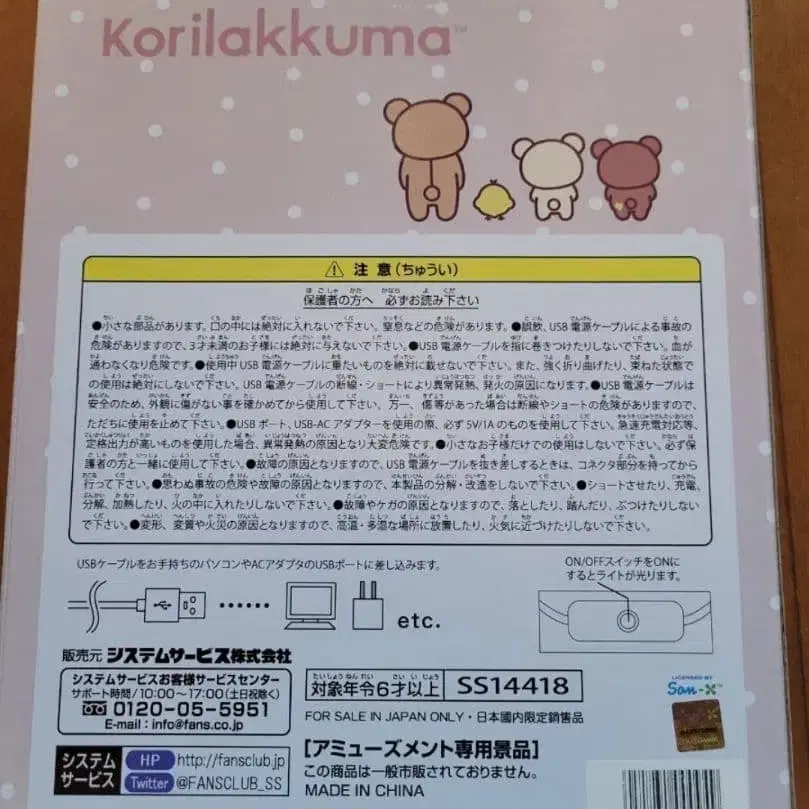 Korilakkuma™
⚠ 注意(ちゅうい)
保護者の方へ 必ずお読み下さい
●小さな部品があります。口の中には絶対に入れないで下さい。窒息などの危険があります。●誤飲、USB電源ケーブルによる事故の
危険がありますので、3才未満のお子様には絶対に与えないで下さい。●USB電源ケーブルを指に巻きつけたりしないで下さい。血が
通わなくなり危険です。●使用中USB電源ケーブルに重たいものを絶対に載せないで下さい。また、強く折り曲げたり、束ねた状態で
の使用は絶対にしないで下さい。USB電源ケーブルの断線・ショートにより異常発熱、発火の原因になります。●USB電源ケーブルは
安全のため、外観に傷がない事を確かめてから使用して下さい。万一、傷等があった場合は断線やショートの危険がありますので、
ただちに使用を止めて下さい。●USBポート、USB-ACアダプターを使用の際、必ず5V/1Aのものを使用して下さい。急速充電対応等、
定格出力が高いものを使用した場合、異常発熱の原因となり大変危険です。●小さなお子様だけでの使用はしないで下さい。必ず保
護者の方と一緒に使用して下さい。●故障の原因となりますので、USB電源ケーブルを抜き差しするときは、コネクタ部分を持ってから
行って下さい。●思わぬ事故の危険や故障の原因となりますので、本製品の分解・改造をしないで下さい。●ショートさせたり、充電、
分解、加熱したり、火の中に入れたりしないで下さい。●故障やケガの原因となりますので、落としたり、踏んだり、ぶつけたりしない
で下さい。●変形、変質や火災の原因となりますので、高温・多湿な場所に放置したり、火気に近づけたりしないで下さい。
USBケーブルをお手持ちのパソコンやACアダプタのUSBポートに差し込みます。
ON/OFFスイッチをONに
するとライトが光ります。
etc.
販売元 システムサービス株式会社
システムサービスお客様サービスセンター
サポート時間/10:00～17:00(土日祝除く)
0120-05-5951
E-mail:info@fans.co.jp
システム
サービス
HP http://fansclub.jp
Twitter @FANSCLUB_SS
対象年令6才以上
SS14418
FOR SALE IN JAPAN ONLY・日本國内限定銷售品
[アミューズメント専用景品]
この商品は一般市販されておりません。
MADE IN CHINA
LICENSED BY
San-X